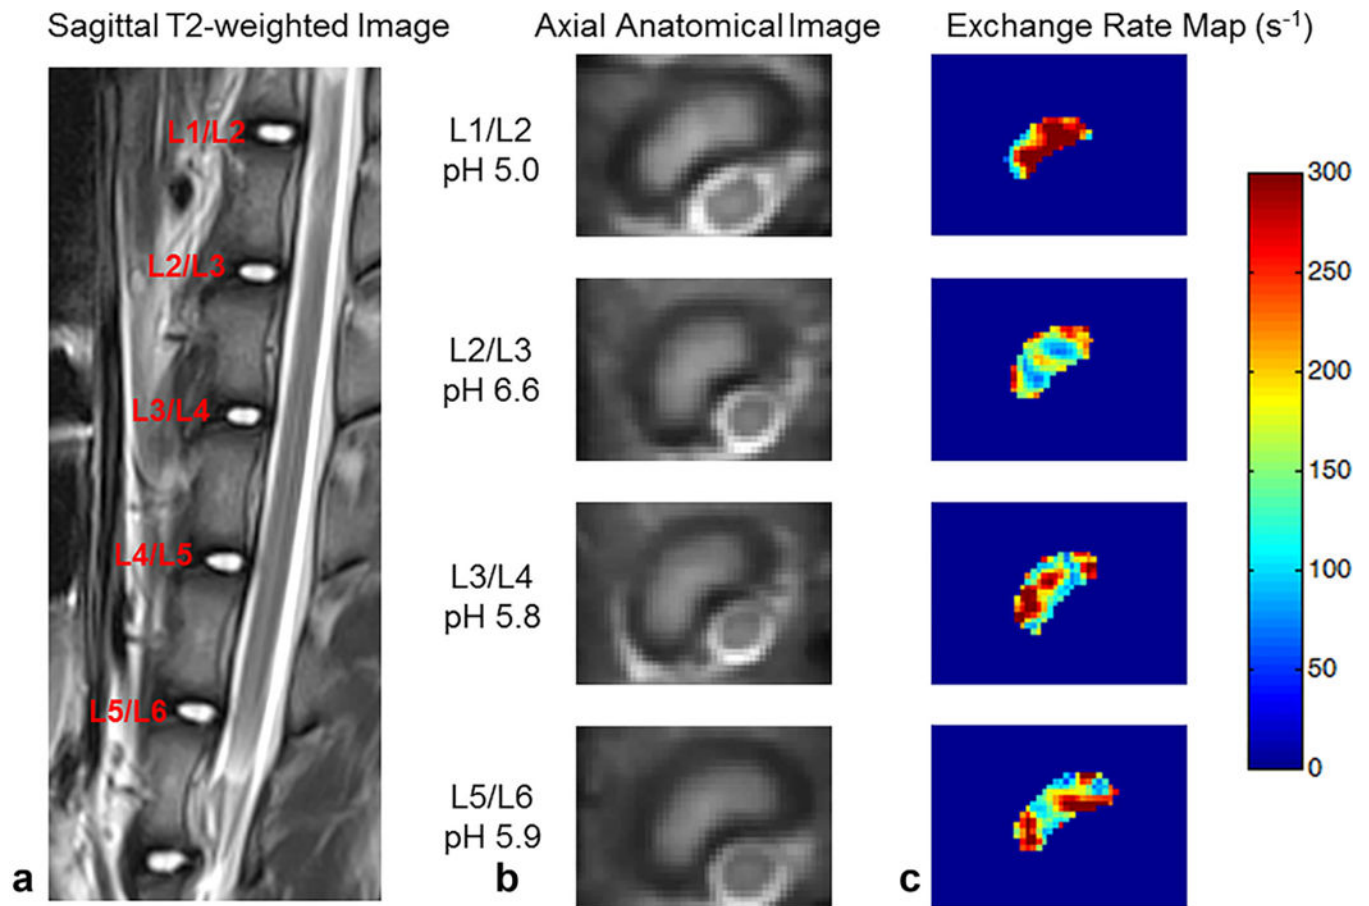 Sagittal T2-weighted Image
Axial Anatomical Image
Exchange Rate Map (s⁻¹)
L1/L2
L2/L3
L3/L4
L4/L5
L5/L6
a
L1/L2
pH 5.0
L2/L3
pH 6.6
L3/L4
pH 5.8
L5/L6
pH 5.9
b
c
300
250
200
150
100
50
0